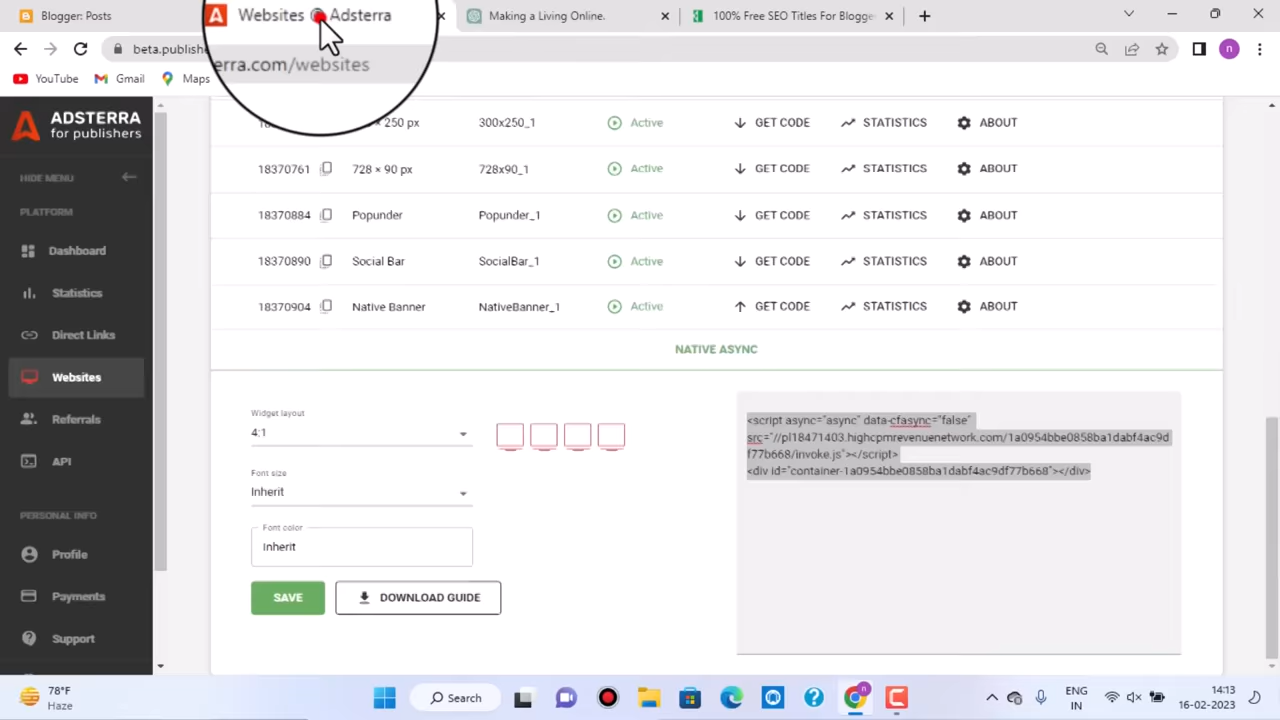 Blogger: Posts
Websites Adsterra
Making a Living Online.
100% Free SEO Titles For Blogge
beta.publishe
erra.com/websites
n
YouTube
Gmail
Maps
ADSTERRA
for publishers
HIDE MENU
PLATFORM
Dashboard
Statistics
Direct Links
Websites
Referrals
API
PERSONAL INFO
Profile
Payments
Support
250 px 300x250_1 Active GET CODE STATISTICS ABOUT
18370761 728 × 90 px 728x90_1 Active GET CODE STATISTICS ABOUT
18370884 Popunder Popunder_1 Active GET CODE STATISTICS ABOUT
18370890 Social Bar SocialBar_1 Active GET CODE STATISTICS ABOUT
18370904 Native Banner NativeBanner_1 Active GET CODE STATISTICS ABOUT
NATIVE ASYNC
Widget layout
4:1
Font size
Inherit
Font color
Inherit
SAVE DOWNLOAD GUIDE
<script async="async" data-cfasync="false"
src="//pl18471403.highcpmrevenuenetwork.com/1a0954bbe0858ba1dabf4ac9d
f77b668/invoke.js"></script>
<div id="container-1a0954bbe0858ba1dabf4ac9df77b668"></div>
78°F
Haze
Search
n
ENG
IN
14:13
16-02-2023